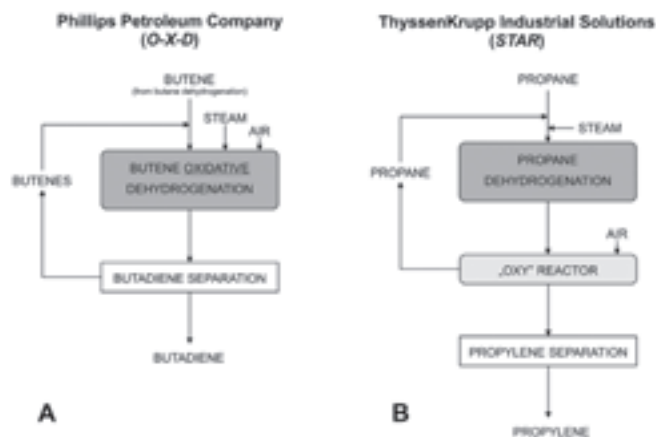 Phillips Petroleum Company
(O-X-D)
BUTENE
(from butane dehydrogenation)
STEAM
AIR
BUTENE OXIDATIVE
DEHYDROGENATION
BUTENES
BUTADIENE SEPARATION
BUTADIENE
A
ThyssenKrupp Industrial Solutions
(STAR)
PROPANE
STEAM
PROPANE
DEHYDROGENATION
PROPANE
AIR
„OXY" REACTOR
PROPYLENE SEPARATION
PROPYLENE
B